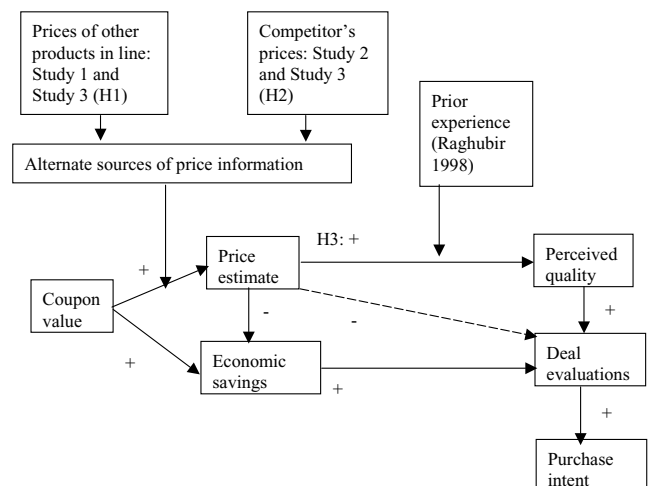 Prices of other
products in line:
Study 1 and
Study 3 (H1)
Competitor's
prices: Study 2
and Study 3
(H2)
Prior
experience
(Raghubir
1998)
Alternate sources of price information
H3: +
Price
estimate
Perceived
quality
+
Coupon
value
-
-
+
+
Economic
savings
+
Deal
evaluations
+
Purchase
intent